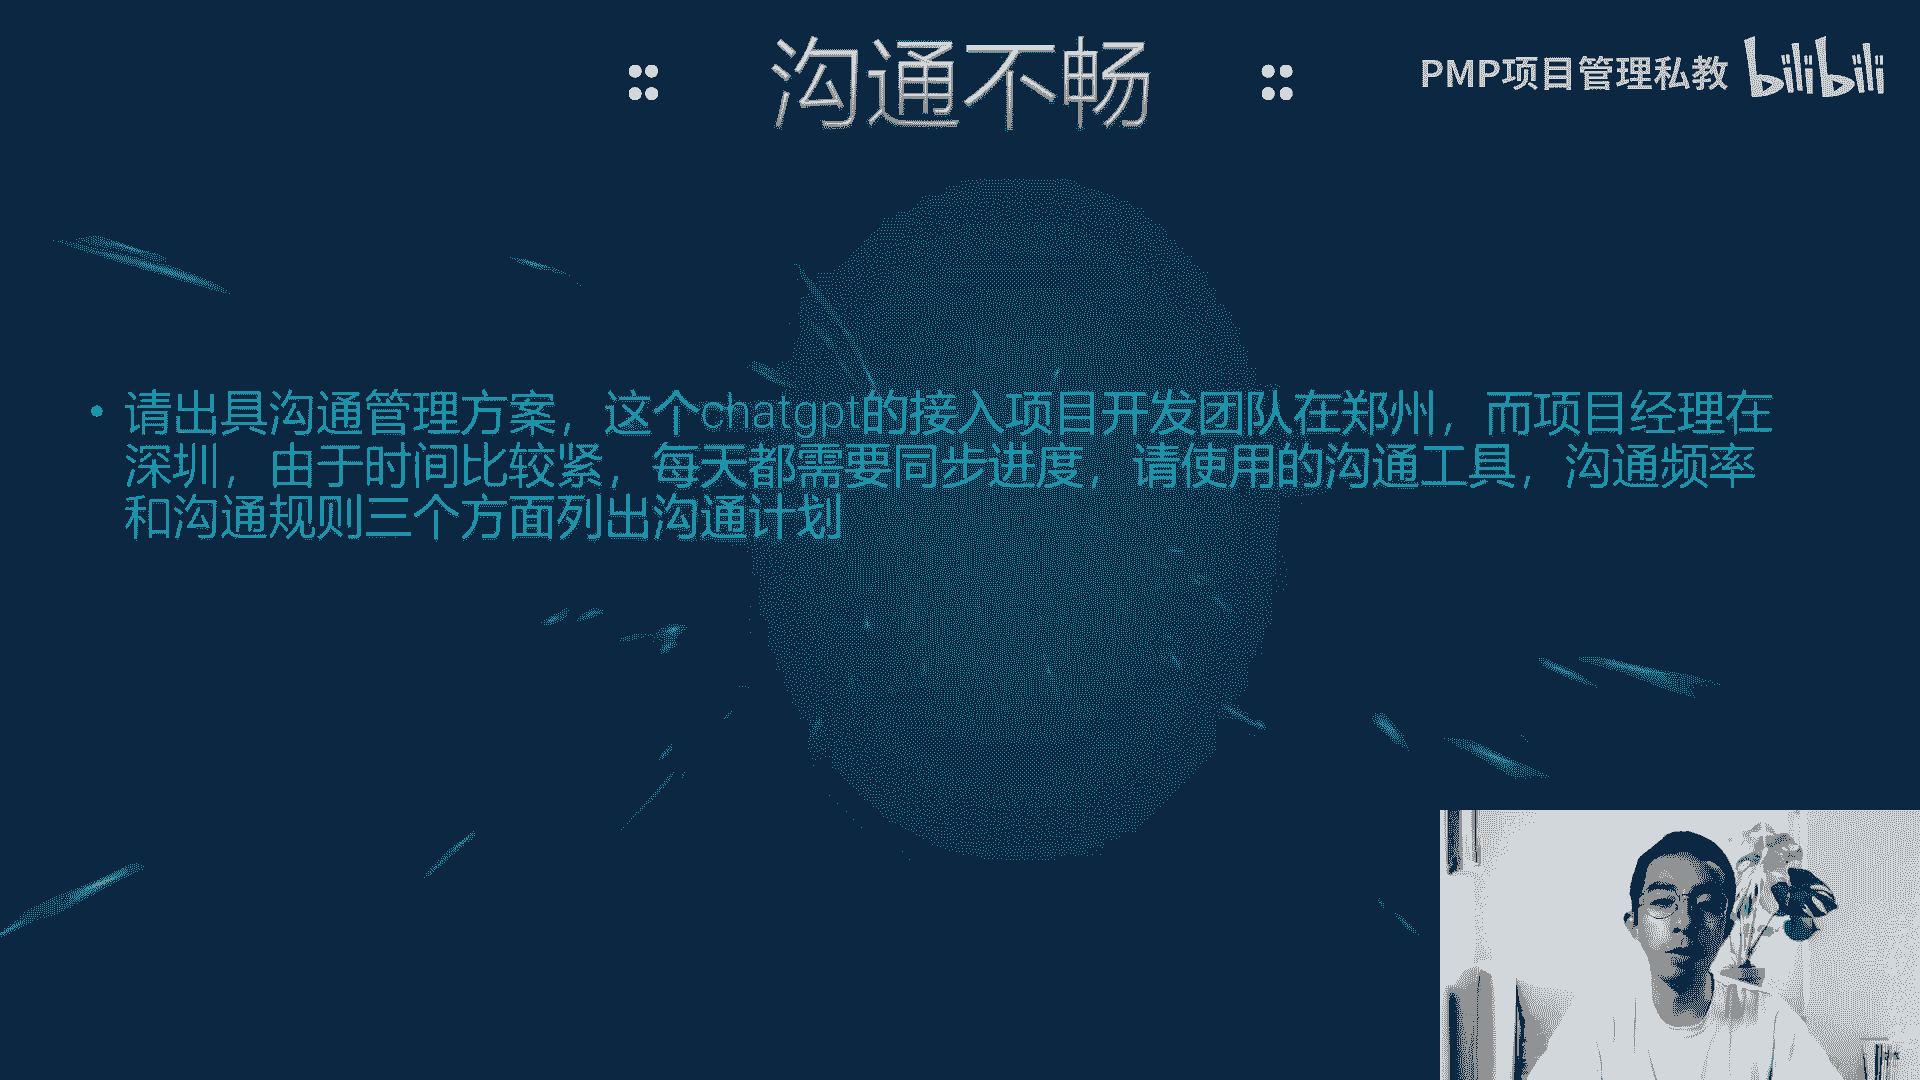 沟通不畅
PMP项目管理私教 bilibili
• 请出具沟通管理方案，这个chatgpt的接入项目开发团队在郑州，而项目经理在
深圳，由于时间比较紧，每天都需要同步进度，请使用的沟通工具，沟通频率
和沟通规则三个方面列出沟通计划